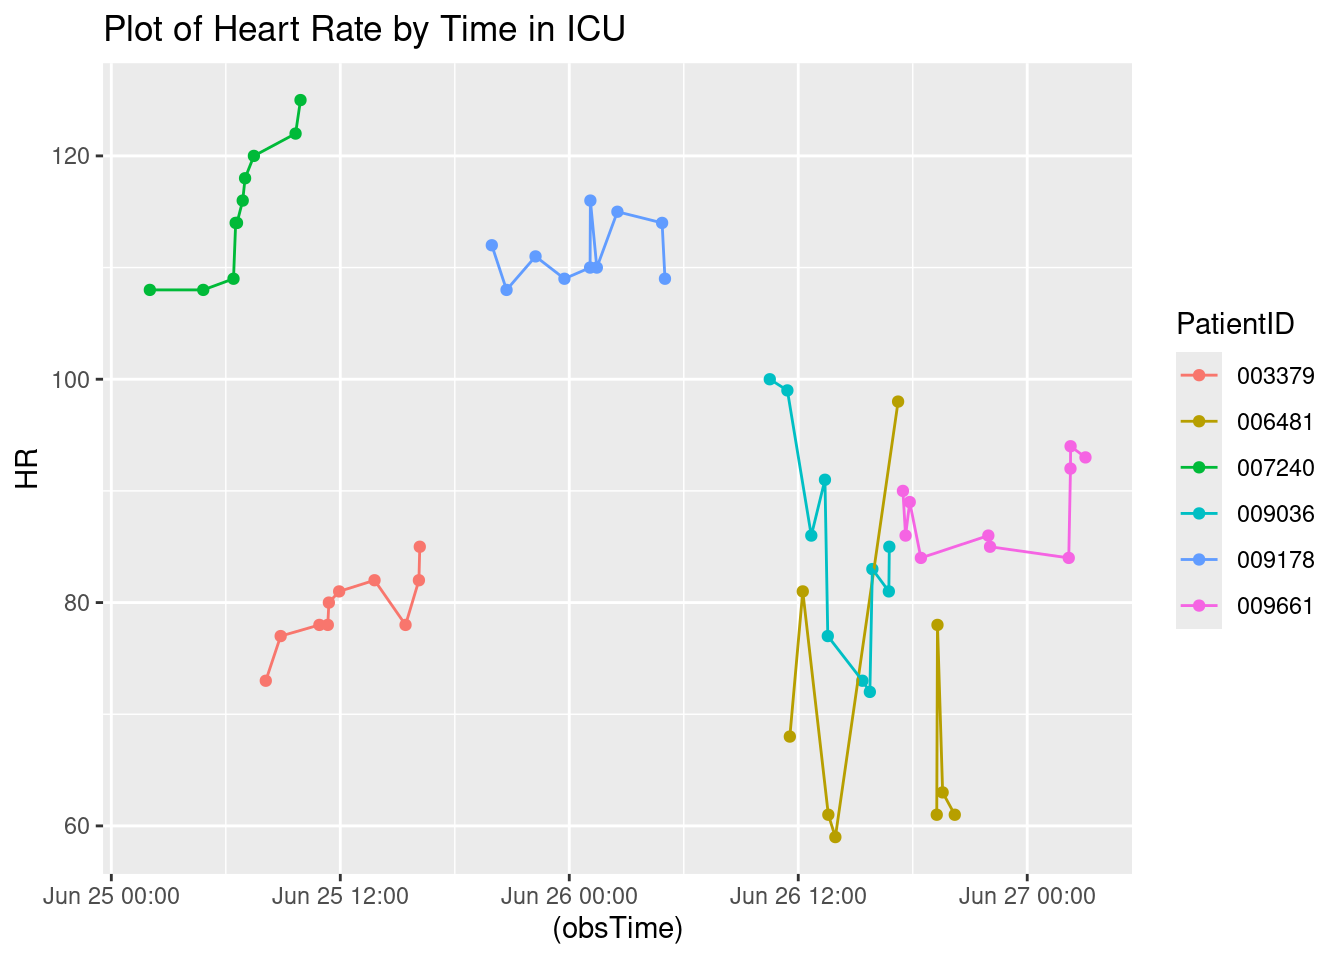 Plot of Heart Rate by Time in ICU
120
100
80
60
HR
Jun 25 00:00
Jun 25 12:00
Jun 26 00:00
Jun 26 12:00
Jun 27 00:00
(obsTime)
PatientID
003379
006481
007240
009036
009178
009661